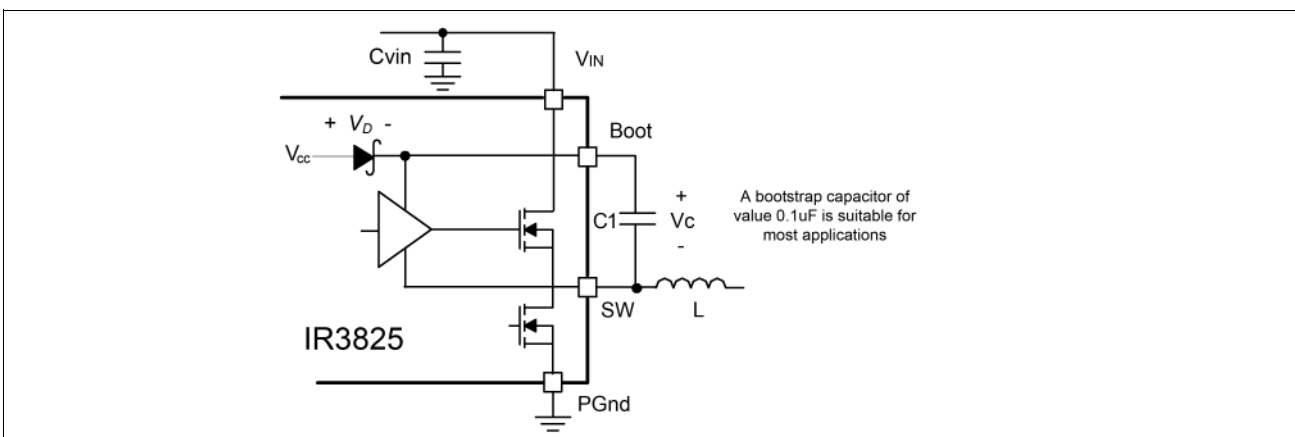 Cvin
VIN
+ VD -
Boot
Vcc
+
C1 Vc
-
A bootstrap capacitor of
value 0.1uF is suitable for
most applications
SW
L
IR3825
PGnd